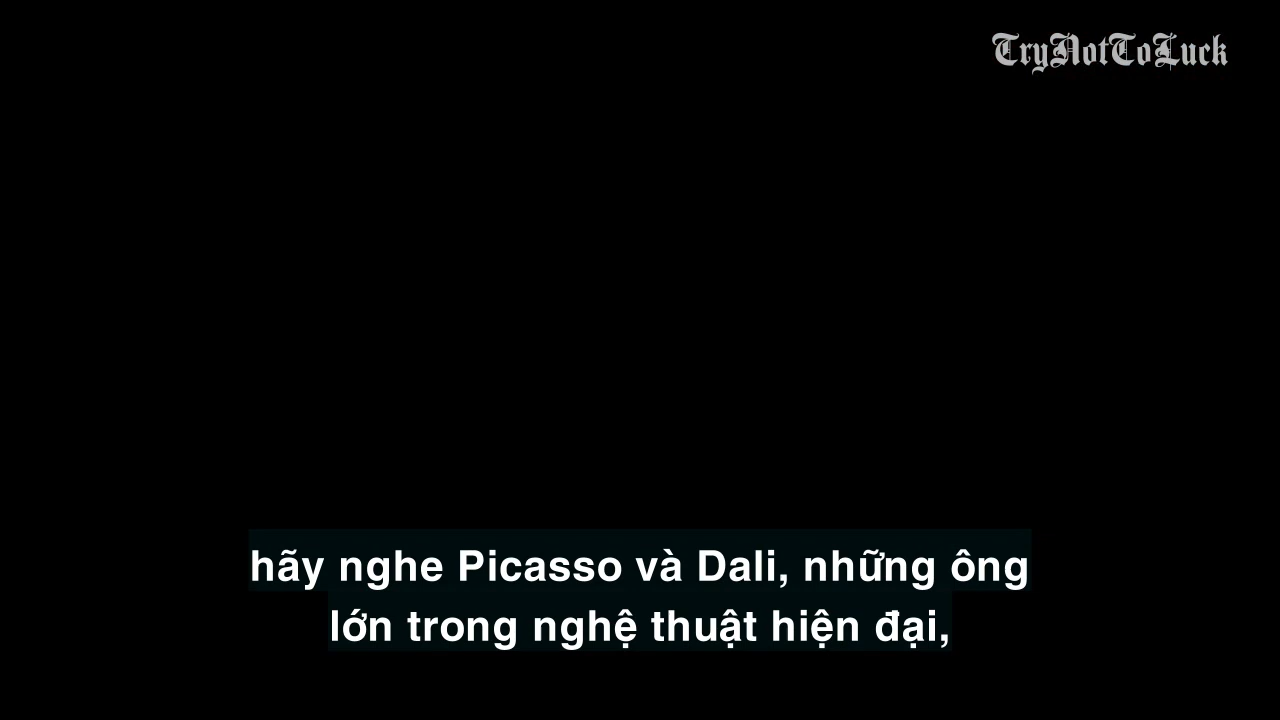 TryNotToLuck
hãy nghe Picasso và Dali, những ông
lớn trong nghệ thuật hiện đại,